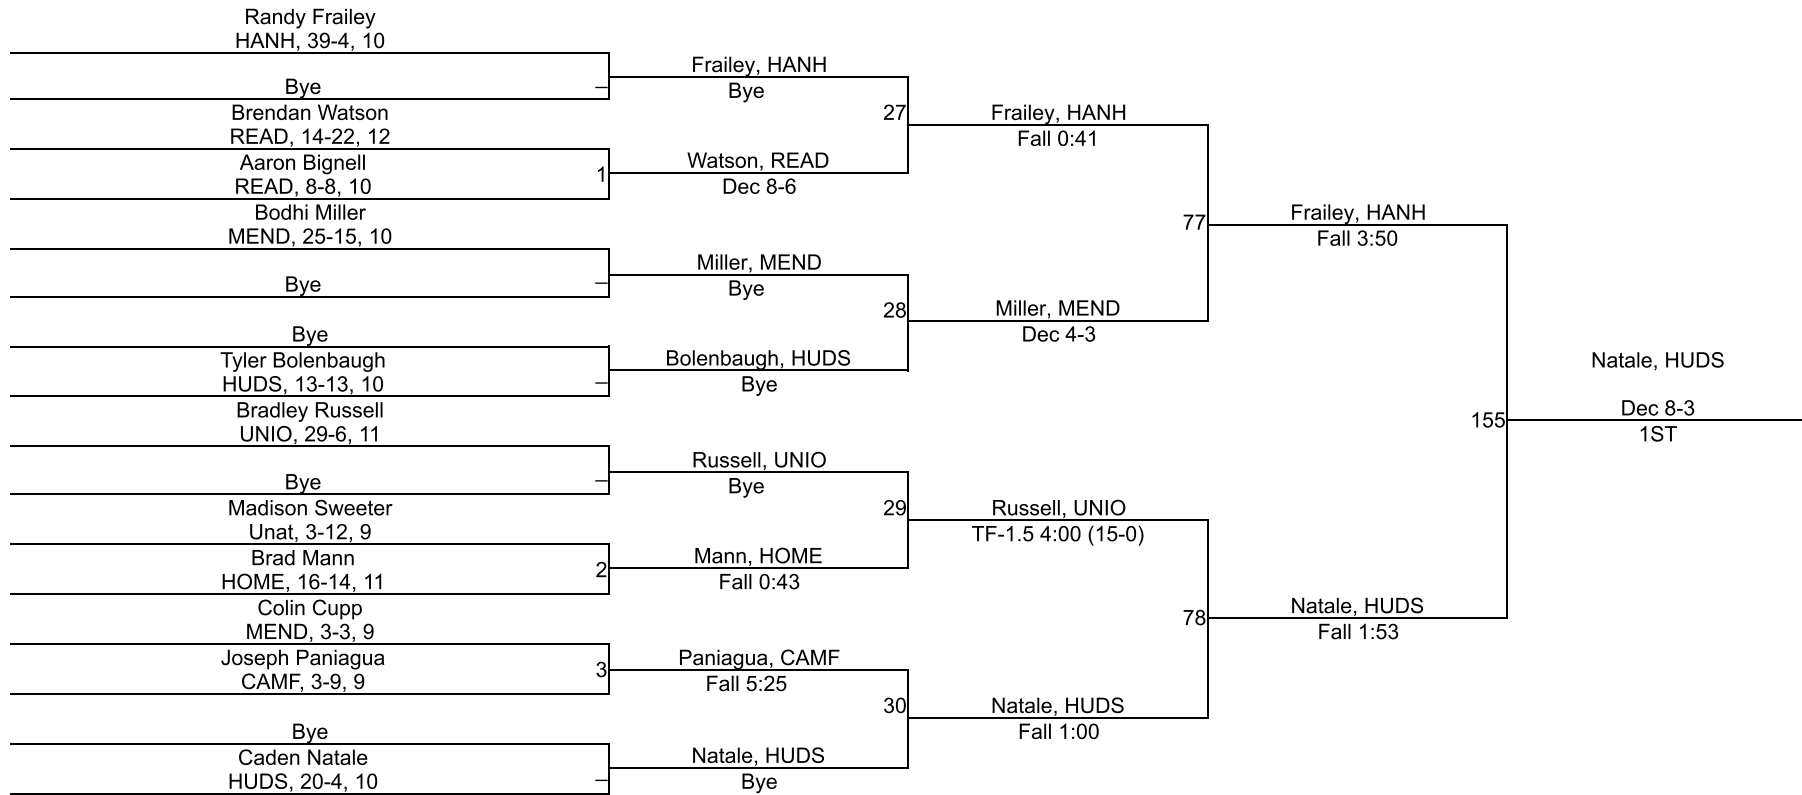 Randy Frailey
HANH, 39-4, 10
Bye
–
Brendan Watson
READ, 14-22, 12
Aaron Bignell
READ, 8-8, 10
1
Bodhi Miller
MEND, 25-15, 10
Bye
–
Bye
Tyler Bolenbaugh
HUDS, 13-13, 10
–
Bradley Russell
UNIO, 29-6, 11
Bye
–
Madison Sweeter
Unat, 3-12, 9
Brad Mann
HOME, 16-14, 11
2
Colin Cupp
MEND, 3-3, 9
Joseph Paniagua
CAMF, 3-9, 9
3
Bye
Caden Natale
HUDS, 20-4, 10
–
Frailey, HANH
Bye
27
Watson, READ
Dec 8-6
Miller, MEND
Bye
28
Bolenbaugh, HUDS
Bye
Russell, UNIO
Bye
29
Mann, HOME
Fall 0:43
Paniagua, CAMF
Fall 5:25
30
Natale, HUDS
Bye
Frailey, HANH
Fall 0:41
77
Miller, MEND
Dec 4-3
Russell, UNIO
TF-1.5 4:00 (15-0)
78
Natale, HUDS
Fall 1:00
Frailey, HANH
Fall 3:50
155
Natale, HUDS
Fall 1:53
Natale, HUDS
Dec 8-3
1ST